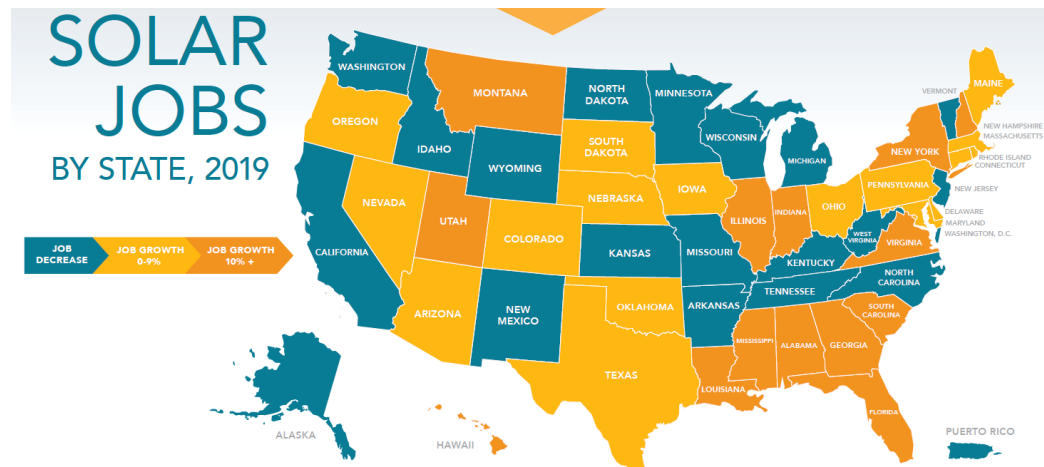 SOLAR
JOBS
BY STATE, 2019
JOB
DECREASE
JOB GROWTH
0-9%
JOB GROWTH
10% +
WASHINGTON
OREGON
CALIFORNIA
IDAHO
NEVADA
MONTANA
WYOMING
UTAH
ARIZONA
COLORADO
NEW
MEXICO
NORTH
DAKOTA
SOUTH
DAKOTA
NEBRASKA
KANSAS
OKLAHOMA
TEXAS
MINNESOTA
IOWA
MISSOURI
ARKANSAS
LOUISIANA
WISCONSIN
ILLINOIS
MICHIGAN
INDIANA
OHIO
KENTUCKY
TENNESSEE
MISSISSIPPI
ALABAMA
GEORGIA
FLORIDA
SOUTH
CAROLINA
NORTH
CAROLINA
VIRGINIA
WEST
VIRGINIA
PENNSYLVANIA
NEW YORK
VERMONT
MAINE
NEW HAMPSHIRE
MASSACHUSETTS
RHODE ISLAND
CONNECTICUT
NEW JERSEY
DELAWARE
MARYLAND
WASHINGTON, D.C.
ALASKA
HAWAII
PUERTO RICO